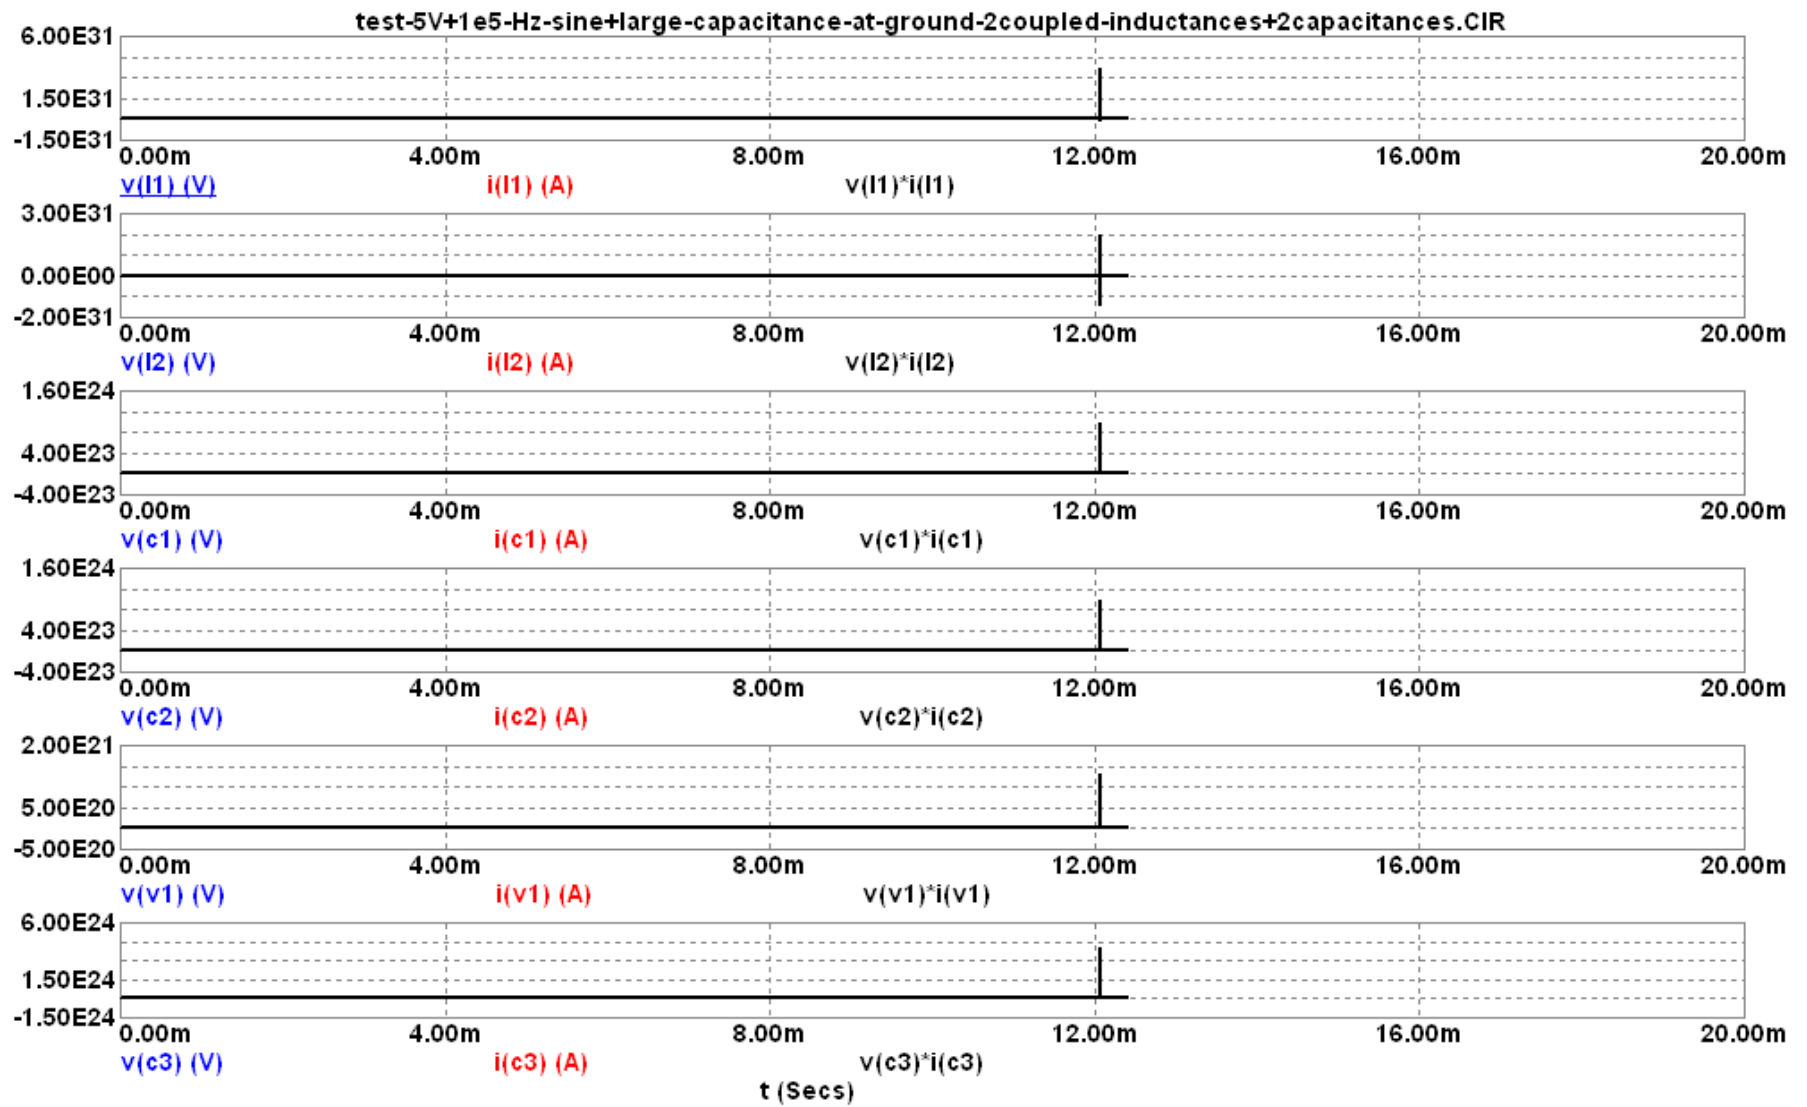 test-5V+1e5-Hz-sine+large-capacitance-at-ground-2coupled-inductances+2capacitances.CIR
6.00E31
1.50E31
-1.50E31
0.00m 4.00m 8.00m 12.00m 16.00m 20.00m
v(l1) (V) i(l1) (A) v(l1)*i(l1)
3.00E31
0.00E00
-2.00E31
0.00m 4.00m 8.00m 12.00m 16.00m 20.00m
v(l2) (V) i(l2) (A) v(l2)*i(l2)
1.60E24
4.00E23
-4.00E23
0.00m 4.00m 8.00m 12.00m 16.00m 20.00m
v(c1) (V) i(c1) (A) v(c1)*i(c1)
1.60E24
4.00E23
-4.00E23
0.00m 4.00m 8.00m 12.00m 16.00m 20.00m
v(c2) (V) i(c2) (A) v(c2)*i(c2)
2.00E21
5.00E20
-5.00E20
0.00m 4.00m 8.00m 12.00m 16.00m 20.00m
v(v1) (V) i(v1) (A) v(v1)*i(v1)
6.00E24
1.50E24
-1.50E24
0.00m 4.00m 8.00m 12.00m 16.00m 20.00m
v(c3) (V) i(c3) (A) v(c3)*i(c3)
t (Secs)